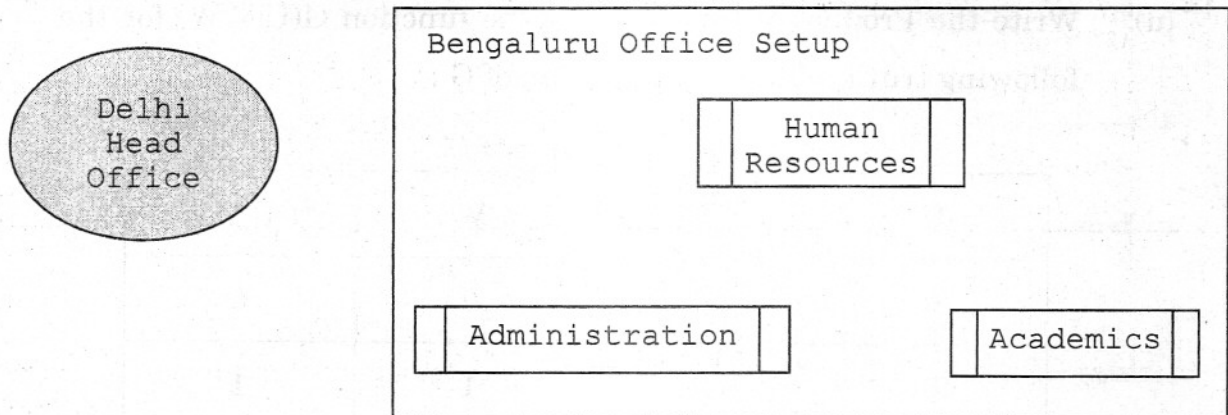 Bengaluru Office Setup
Delhi
Head
Office
Human
Resources
Administration
Academics